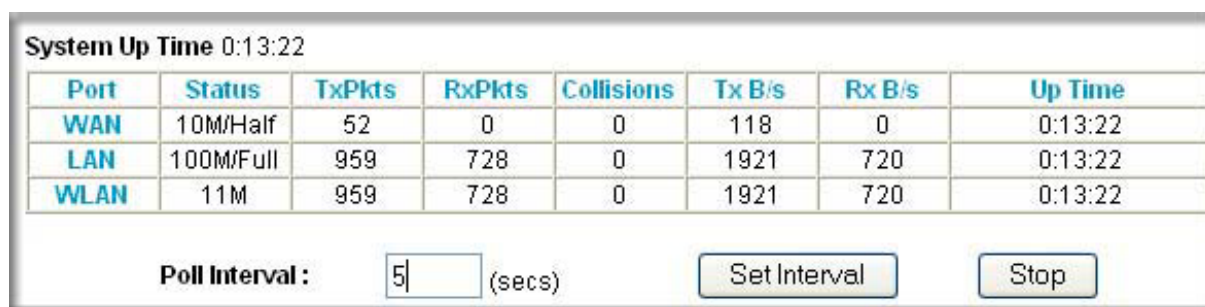 System Up Time 0:13:22
Port Status TxPkts RxPkts Collisions Tx B/s Rx B/s Up Time
WAN 10M/Half 52 0 0 118 0 0:13:22
LAN 100M/Full 959 728 0 1921 720 0:13:22
WLAN 11M 959 728 0 1921 720 0:13:22
Poll Interval : 5 (secs) Set Interval Stop